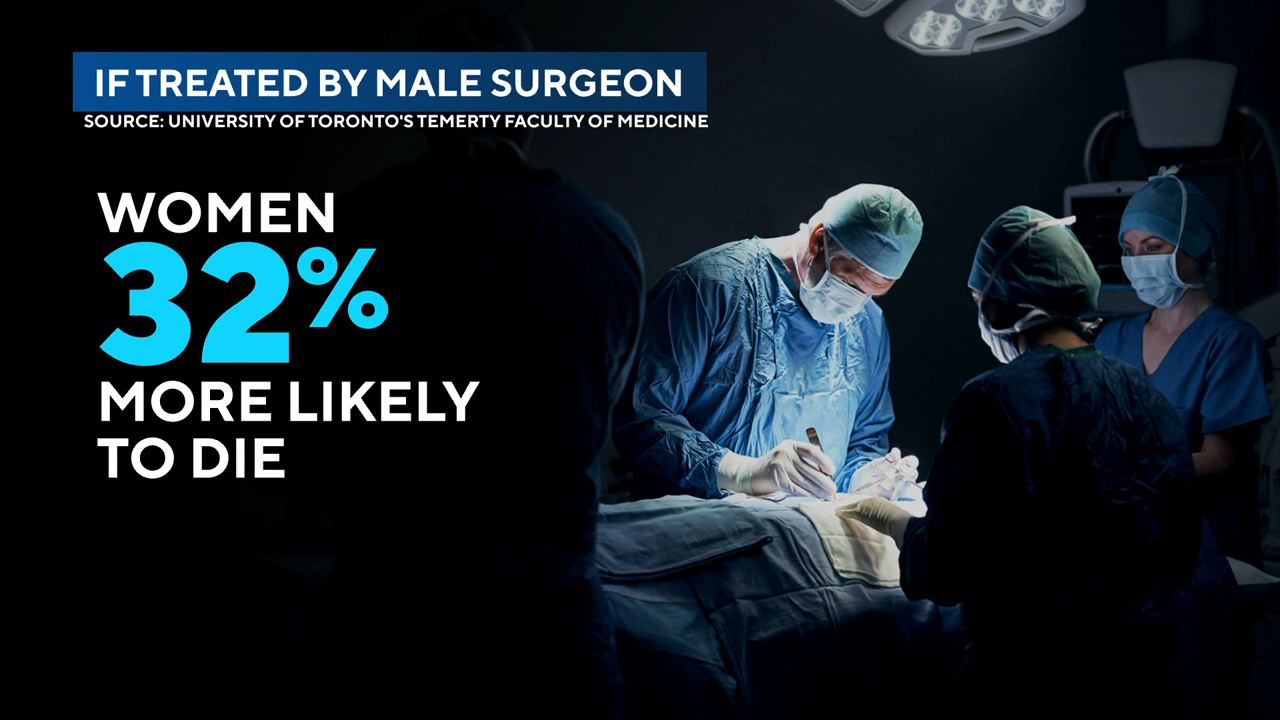 IF TREATED BY MALE SURGEON
SOURCE: UNIVERSITY OF TORONTO'S TEMERTY FACULTY OF MEDICINE
WOMEN
32%
MORE LIKELY
TO DIE